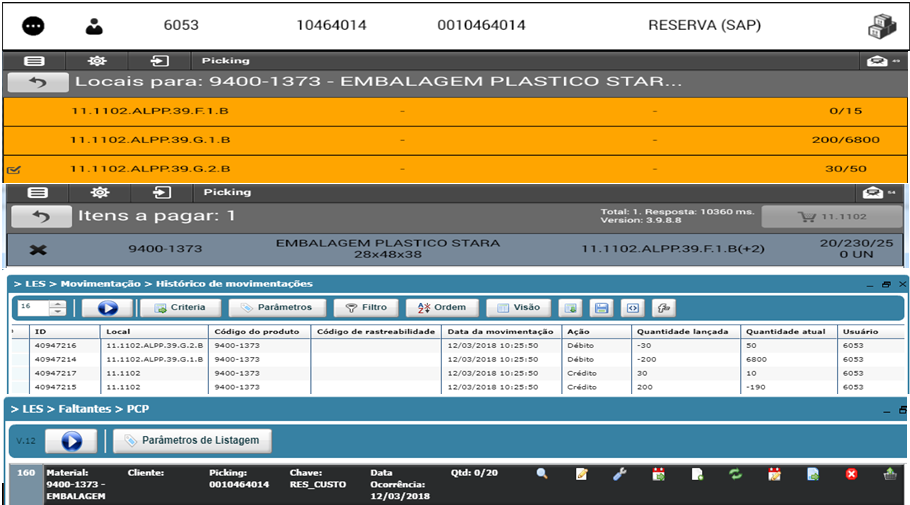 6053 10464014 0010464014 RESERVA (SAP)
Picking
Locais para: 9400-1373 - EMBALAGEM PLASTICO STAR...
11.1102.ALPP.39.F.1.B - - 0/15
11.1102.ALPP.39.G.1.B - - 200/6800
11.1102.ALPP.39.G.2.B - - 30/50
Picking
Itens a pagar: 1 Total: 1. Resposta: 10360 ms. 11.1102
Version: 3.9.8.8
9400-1373 EMBALAGEM PLASTICO STARA 11.1102.ALPP.39.F.1.B(+2) 20/230/25
28x48x38 0 UN
> LES > Movimentação > Histórico de movimentações
16 Criteria Parâmetros Filtro Ordem Visão
ID Local Código do produto Código de rastreabilidade Data da movimentação Ação Quantidade lançada Quantidade atual Usuário
40947216 11.1102.ALPP.39.G.2.B 9400-1373 12/03/2018 10:25:50 Débito -30 50 6053
40947214 11.1102.ALPP.39.G.1.B 9400-1373 12/03/2018 10:25:50 Débito -200 6800 6053
40947217 11.1102 9400-1373 12/03/2018 10:25:50 Crédito 30 10 6053
40947215 11.1102 9400-1373 12/03/2018 10:25:50 Crédito 200 -190 6053
> LES > Faltantes > PCP
V.12 Parâmetros de Listagem
160 Material: Cliente: Picking: Chave: Data Qtd: 0/20
9400-1373 - 0010464014 RES_CUSTO Ocorrência:
EMBALAGEM 12/03/2018